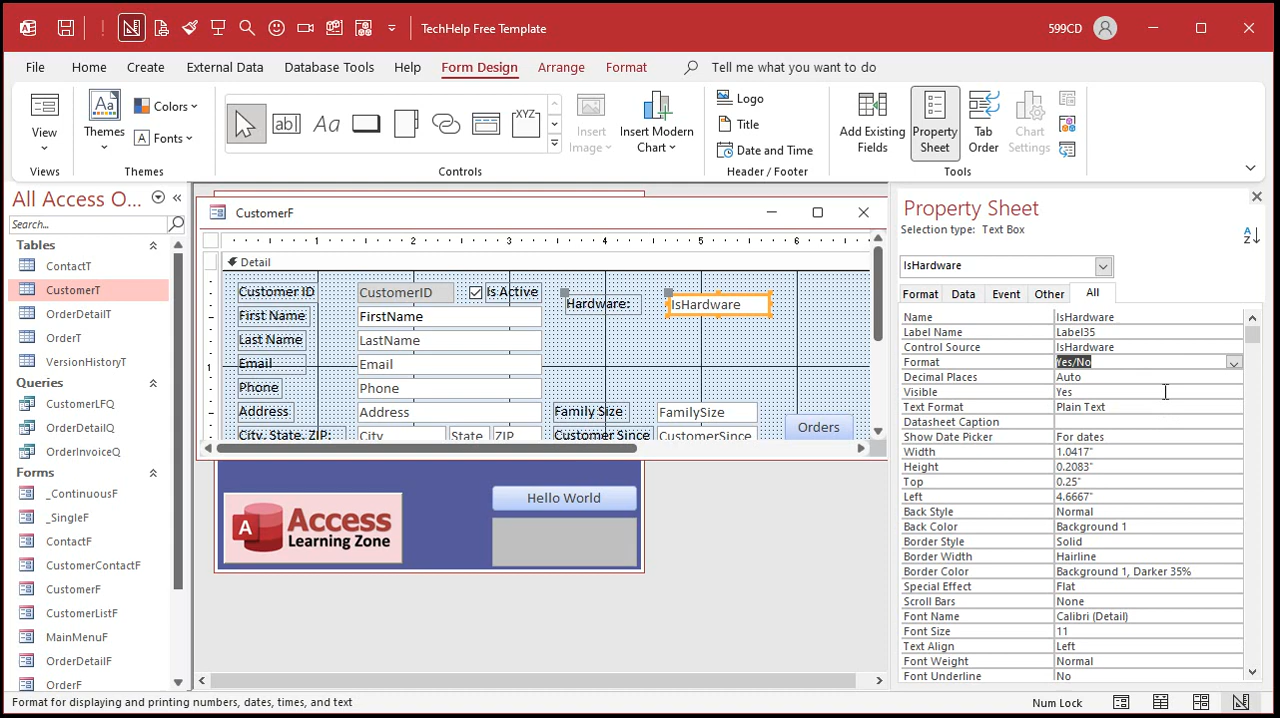 TechHelp Free Template
599CD
File Home Create External Data Database Tools Help Form Design Arrange Format Tell me what you want to do
View
Views
Themes
Colors
Fonts
Themes
Controls
Insert Image
Insert Modern Chart
Logo
Title
Date and Time
Header / Footer
Add Existing Fields
Property Sheet
Tab Order
Chart Settings
Tools
All Access O...
Search...
Tables
ContactT
CustomerT
OrderDetailT
OrderT
VersionHistoryT
Queries
CustomerLFQ
OrderDetailQ
OrderInvoiceQ
Forms
_ContinuousF
_SingleF
ContactF
CustomerContactF
CustomerF
CustomerListF
MainMenuF
OrderDetailF
OrderF
CustomerF
1 2 3 4 5 6
Detail
1
Customer ID CustomerID Is Active Hardware: IsHardware
First Name FirstName
Last Name LastName
Email Email
Phone Phone
Address Address Family Size FamilySize Orders
City, State, ZIP: City State ZIP Customer Since CustomerSince
Hello World
A Access
Learning Zone
Property Sheet
Selection type: Text Box
A
Z
IsHardware
Format Data Event Other All
Name IsHardware
Label Name Label35
Control Source IsHardware
Format Yes/No
Decimal Places Auto
Visible Yes
Text Format Plain Text
Datasheet Caption
Show Date Picker For dates
Width 1.0417"
Height 0.2083"
Top 0.25"
Left 4.6667"
Back Style Normal
Back Color Background 1
Border Style Solid
Border Width Hairline
Border Color Background 1, Darker 35%
Special Effect Flat
Scroll Bars None
Font Name Calibri (Detail)
Font Size 11
Text Align Left
Font Weight Normal
Font Underline No
Format for displaying and printing numbers, dates, times, and text
Num Lock